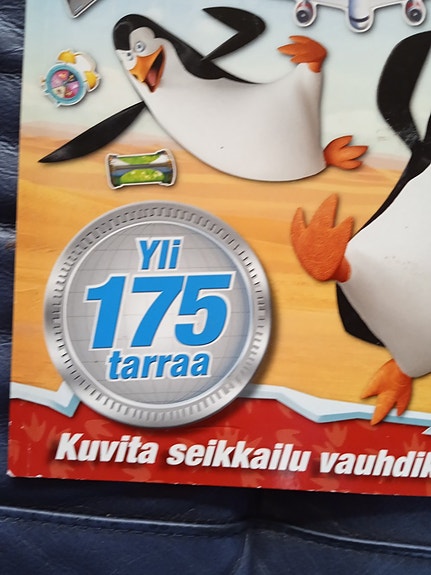 Yli
175
tarraa
Kuvita seikkailu